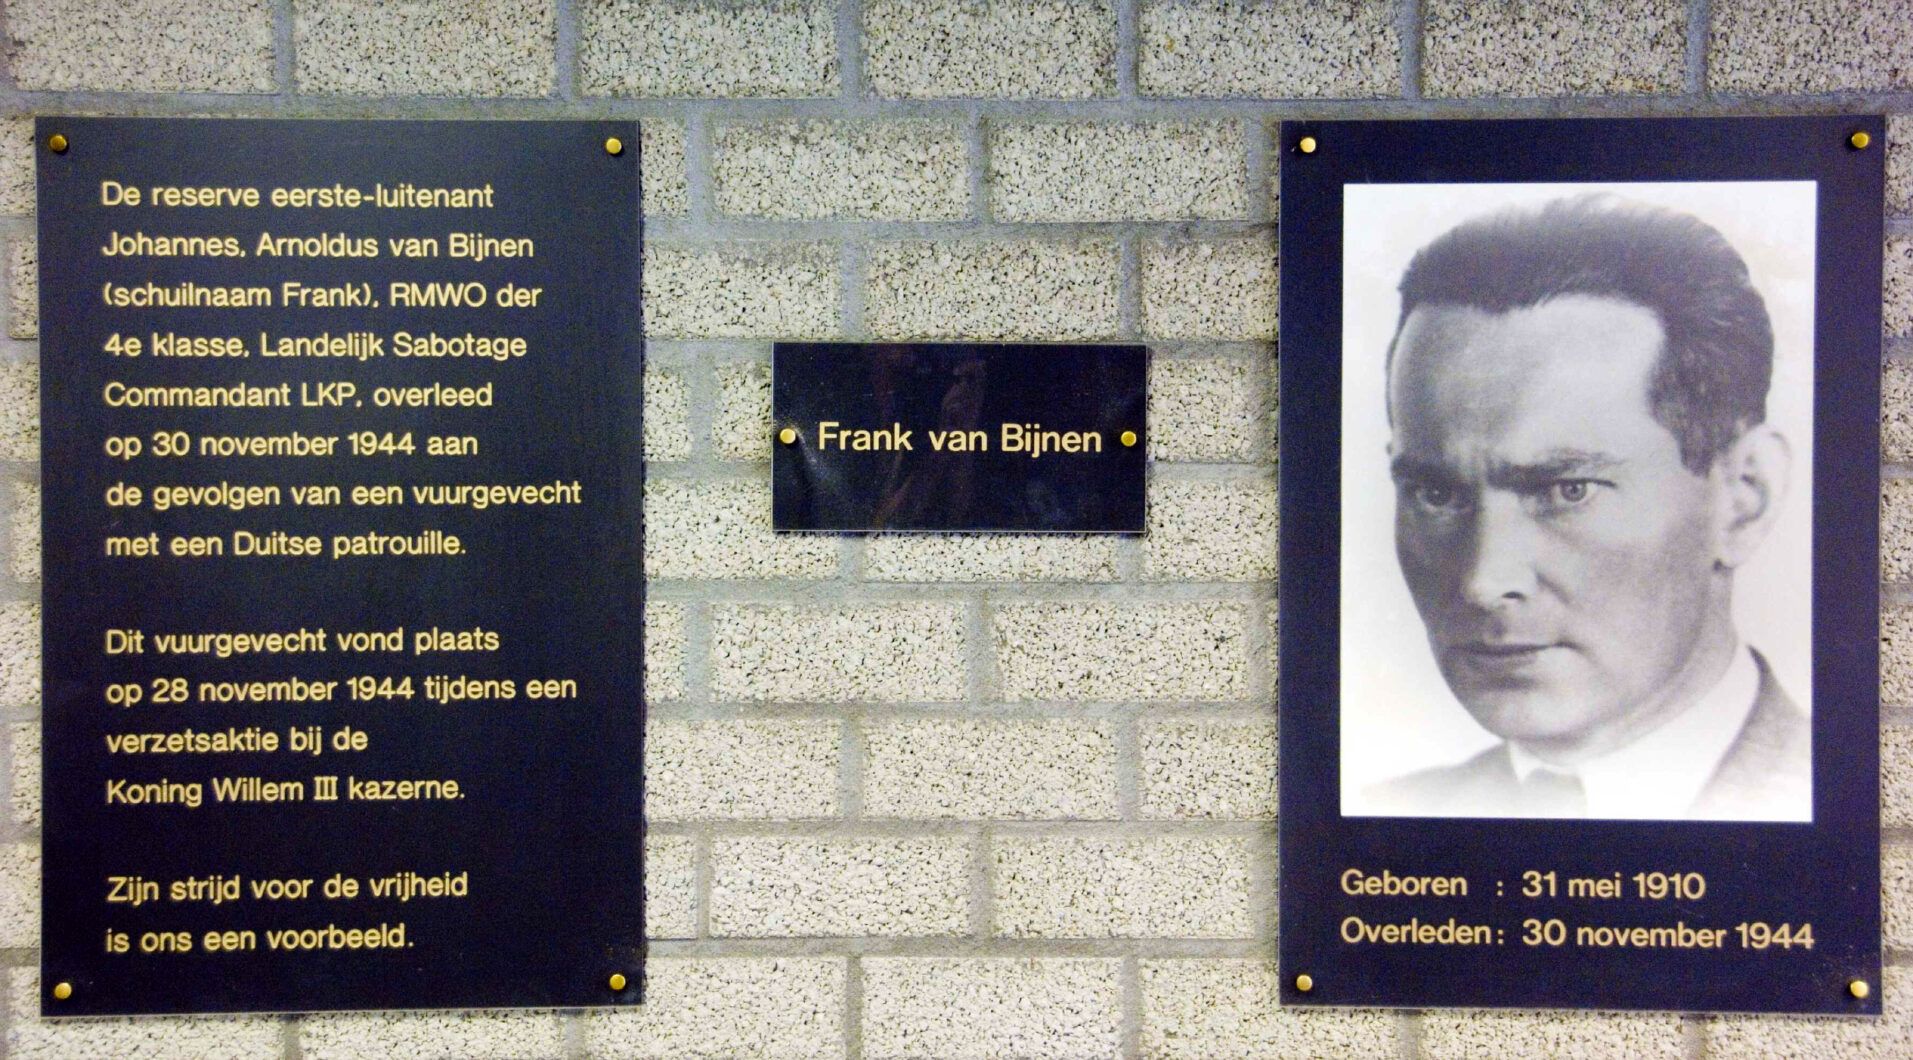 De reserve eerste-luitenant
Johannes, Arnoldus van Bijnen
(schuilnaam Frank), RMWO der
4e klasse, Landelijk Sabotage
Commandant LKP, overleed
op 30 november 1944 aan
de gevolgen van een vuurgevecht
met een Duitse patrouille.
Dit vuurgevecht vond plaats
op 28 november 1944 tijdens een
verzetsaktie bij de
Koning Willem III kazerne.
Zijn strijd voor de vrijheid
is ons een voorbeeld.
Frank van Bijnen
Geboren : 31 mei 1910
Overleden: 30 november 1944